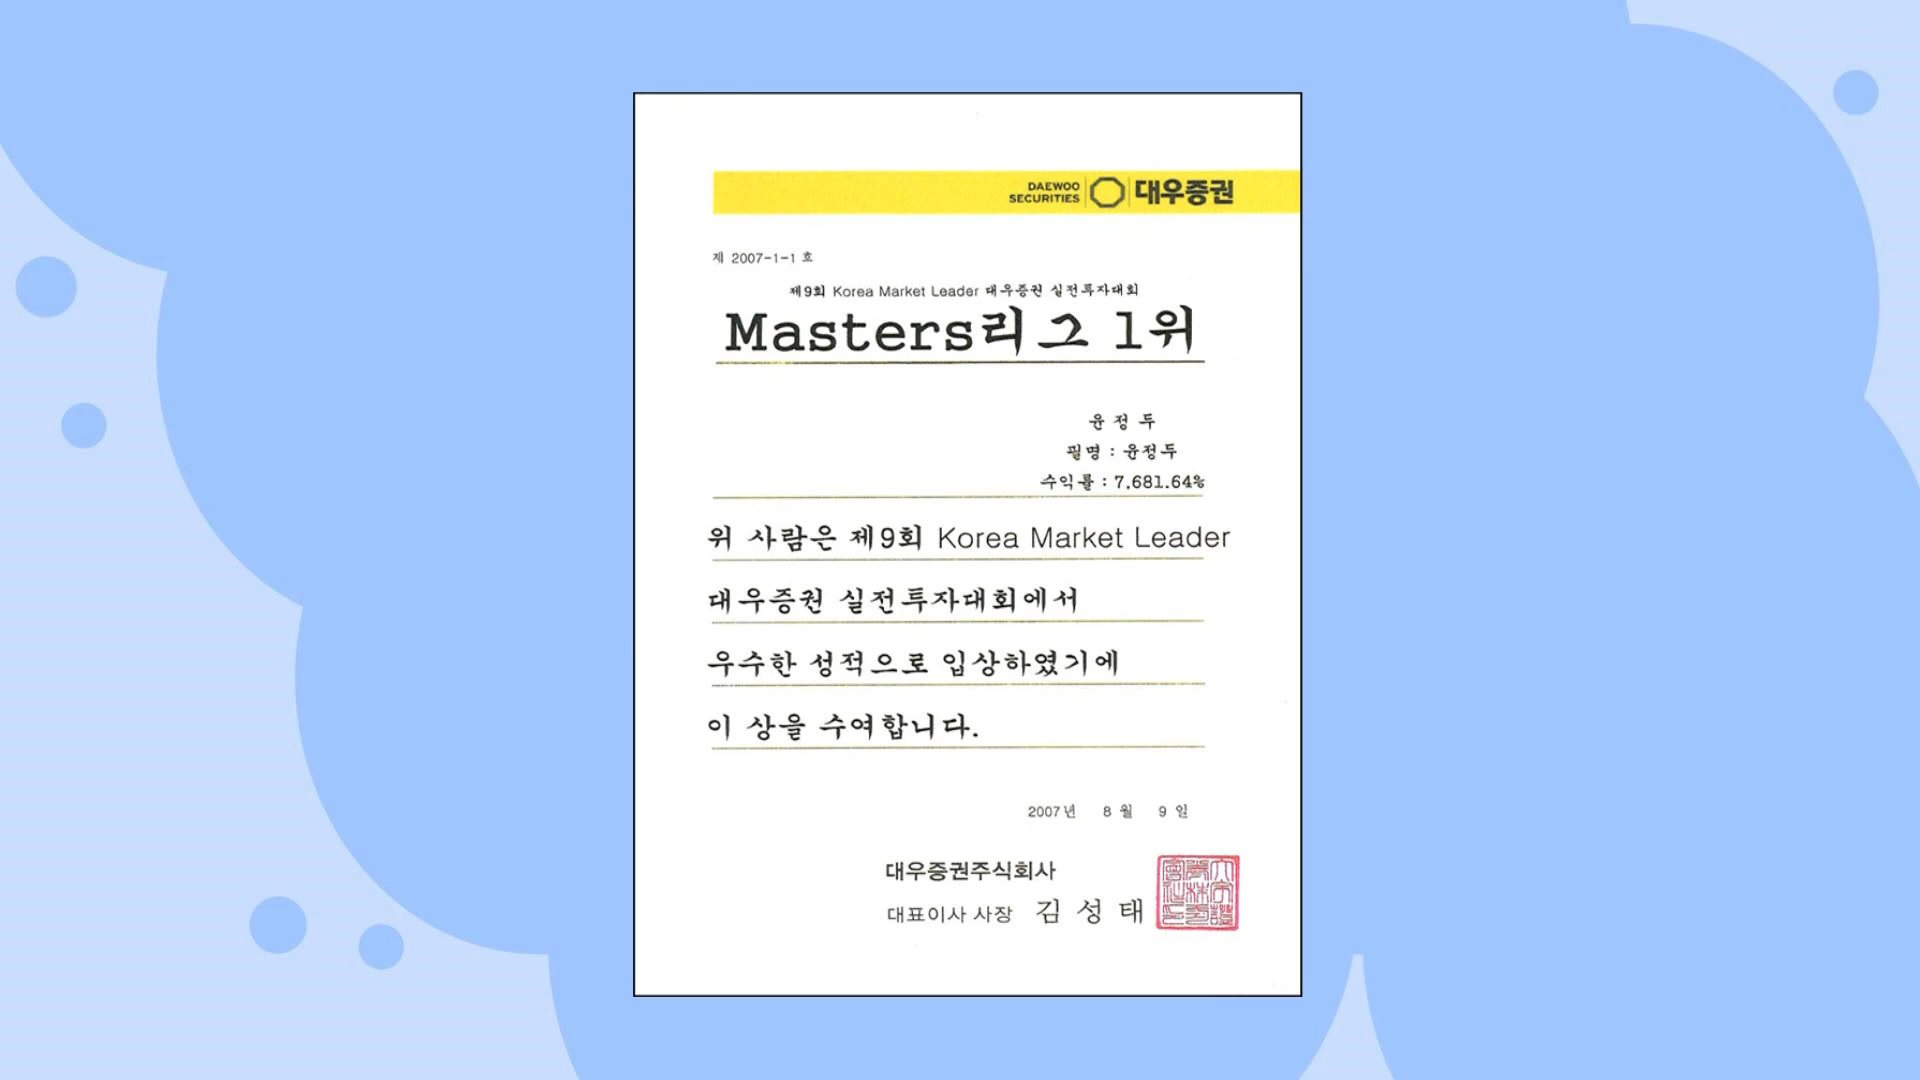 DAEWOO
SECURITIES
대우증권
제 2007-1-1 호
제9회 Korea Market Leader 대우증권 실전투자대회
Masters리그 1위
윤정두
필명 : 윤정두
수익률 : 7,681.64%
위 사람은 제9회 Korea Market Leader
대우증권 실전투자대회에서
우수한 성적으로 입상하였기에
이 상을 수여합니다.
2007년 8월 9일
대우증권주식회사
대표이사 사장 김성태